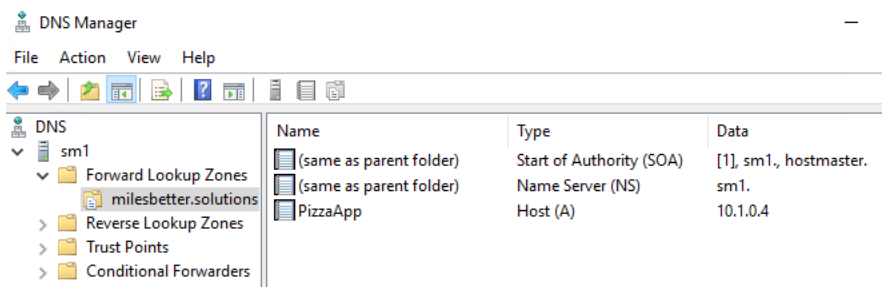 DNS Manager
File Action View Help
DNS
sm1
Forward Lookup Zones
milesbetter.solutions
Reverse Lookup Zones
Trust Points
Conditional Forwarders
Name Type Data
(same as parent folder) Start of Authority (SOA) [1], sm1., hostmaster.
(same as parent folder) Name Server (NS) sm1.
PizzaApp Host (A) 10.1.0.4